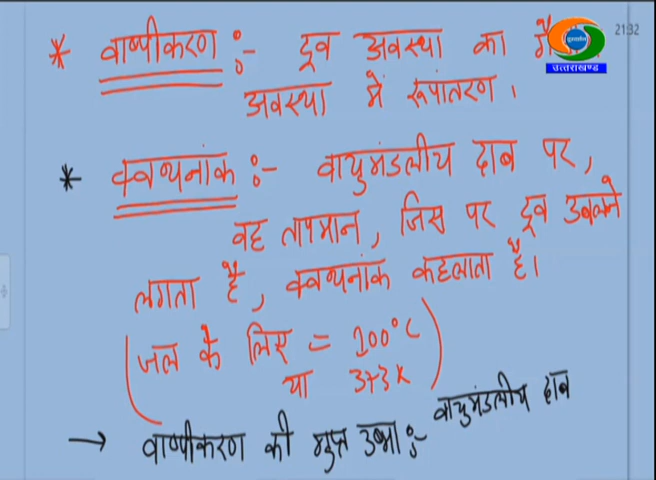 * वाष्पीकरण :- द्रव अवस्था का
अवस्था में रूपांतरण।
* क्वथनांक :- वायुमंडलीय दाब पर,
वह तापमान, जिस पर द्रव उबलने
लगता है, क्वथनांक कहलाता है।
(जल के लिए = 100°C
या 373K)
→ वाष्पीकरण की गुप्त उष्मा :- वायुमंडलीय दाब
उत्तराखण्ड
21:32